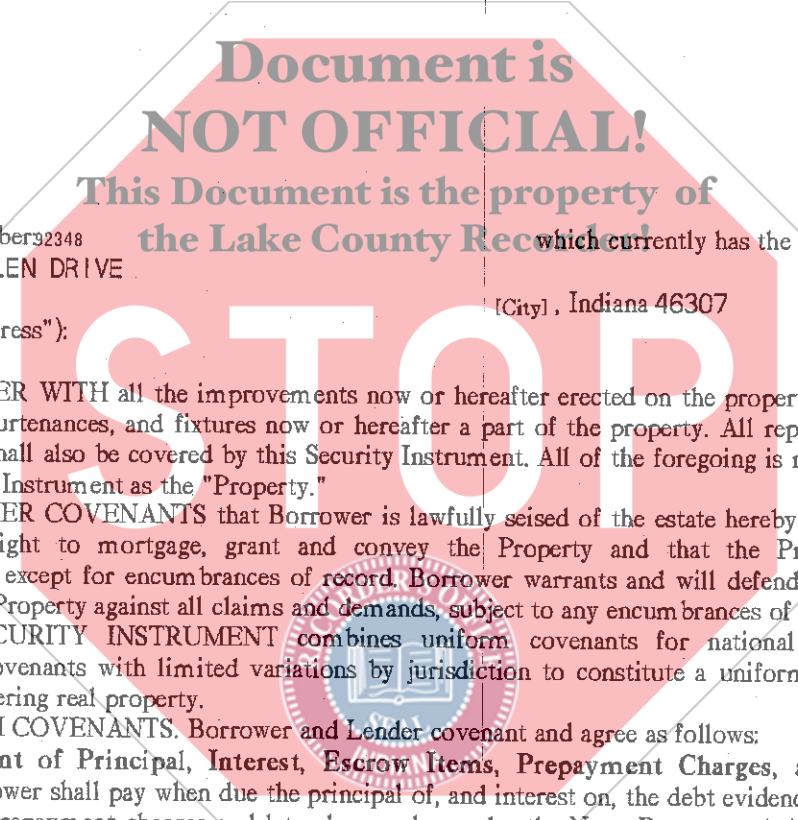 Document is
NOT OFFICIAL!
This Document is the property of
the Lake County Recorder!
ber:92348 which currently has the
LEN DRIVE
[City] , Indiana 46307
ress"):
STOP
ER WITH all the improvements now or hereafter erected on the proper
urtenances, and fixtures now or hereafter a part of the property. All rep
hall also be covered by this Security Instrument. All of the foregoing is r
Instrument as the "Property."
ER COVENANTS that Borrower is lawfully seised of the estate hereby
ight to mortgage, grant and convey the Property and that the Pr
except for encumbrances of record. Borrower warrants and will defend
Property against all claims and demands, subject to any encumbrances of
CURITY INSTRUMENT combines uniform covenants for national
ovenants with limited variations by jurisdiction to constitute a uniform
ering real property.
M COVENANTS. Borrower and Lender covenant and agree as follows:
nt of Principal, Interest, Escrow Items, Prepayment Charges, a
ower shall pay when due the principal of, and interest on, the debt evidenc
SEAL